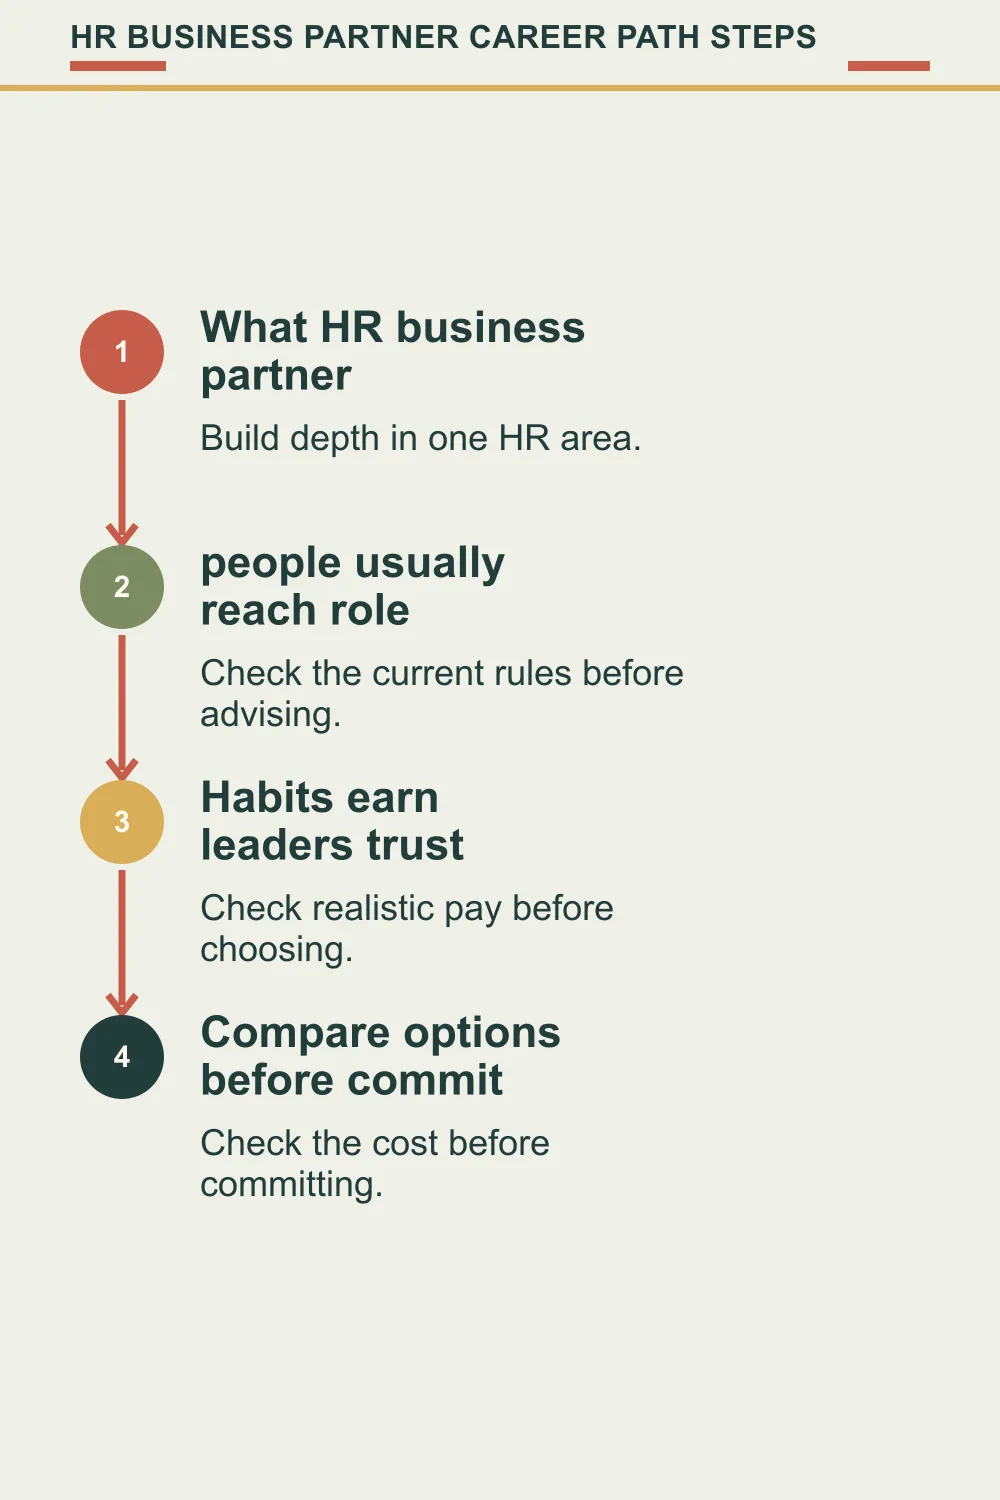 HR BUSINESS PARTNER CAREER PATH STEPS
1
What HR business
partner
Build depth in one HR area.
2
people usually
reach role
Check the current rules before
advising.
3
Habits earn
leaders trust
Check realistic pay before
choosing.
4
Compare options
before commit
Check the cost before
committing.